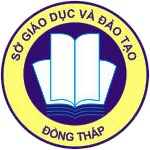 SỞ GIÁO DỤC VÀ ĐÀO TẠO
ĐỒNG THÁP